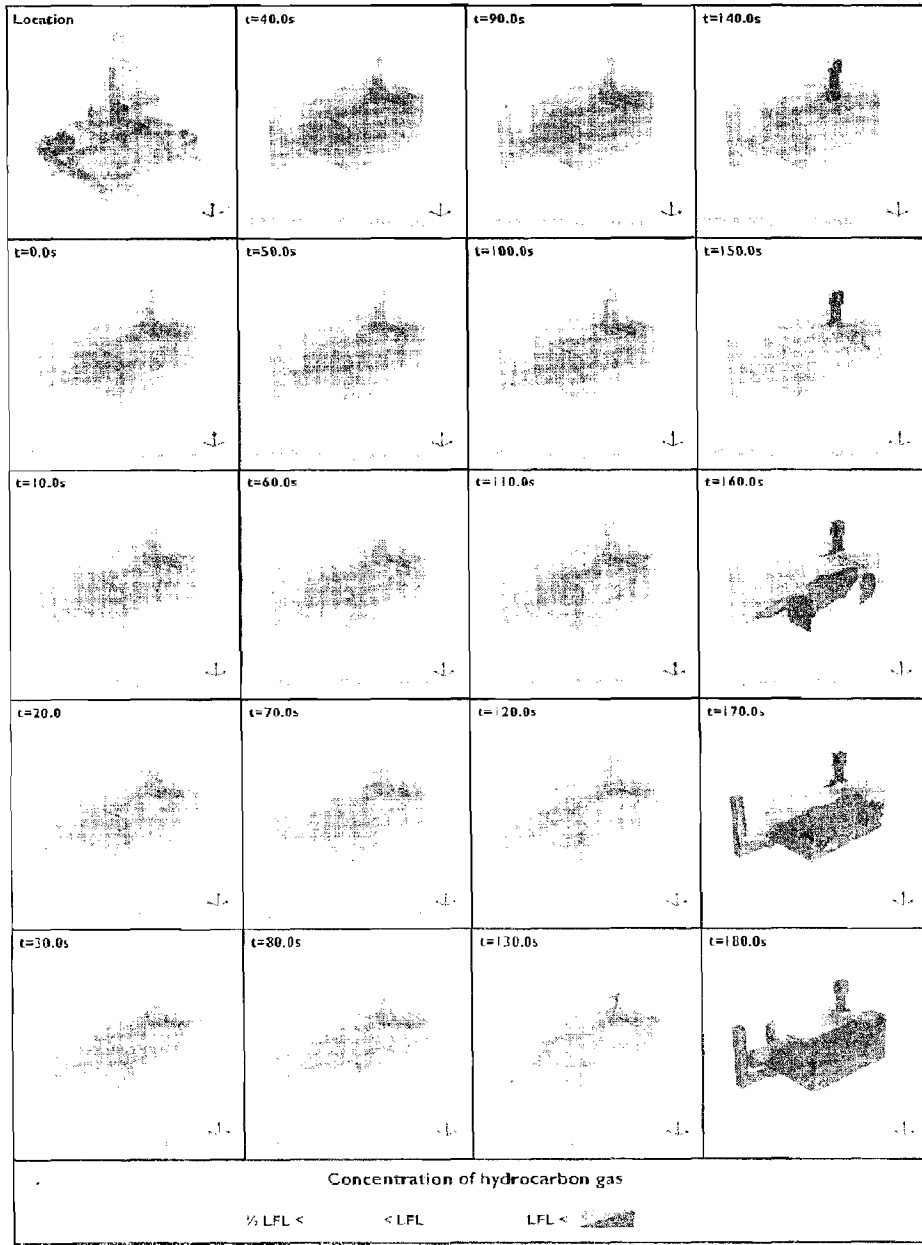 Location
t=40.0s
t=90.0s
t=140.0s
t=0.0s
t=50.0s
t=100.0s
t=150.0s
t=10.0s
t=60.0s
t=110.0s
t=160.0s
t=20.0
t=70.0s
t=120.0s
t=170.0s
t=30.0s
t=80.0s
t=130.0s
t=180.0s
Concentration of hydrocarbon gas
½ LFL < < LFL LFL <